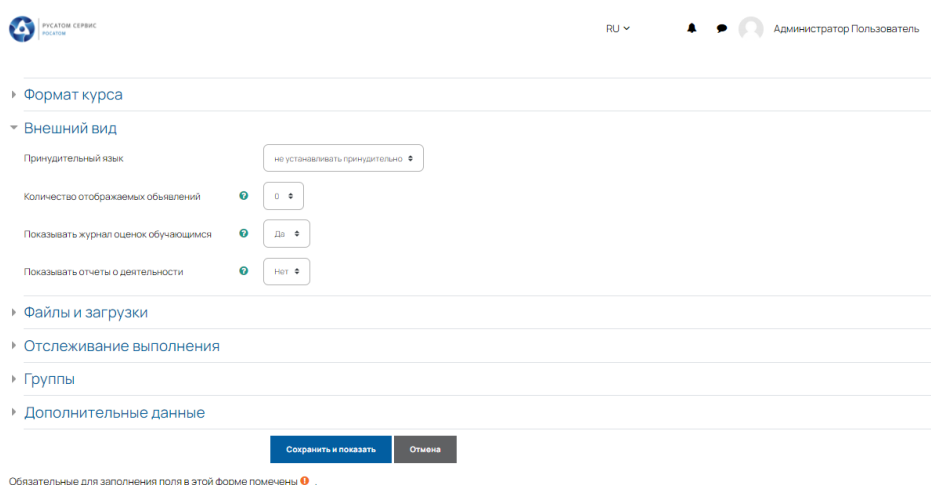 РУСАТОМ СЕРВИС
РОСАТОМ
RU
Администратор Пользователь
Формат курса
Внешний вид
Принудительный язык
не устанавливать принудительно
Количество отображаемых объявлений
0
Показывать журнал оценок обучающимся
Да
Показывать отчеты о деятельности
Нет
Файлы и загрузки
Отслеживание выполнения
Группы
Дополнительные данные
Сохранить и показать
Отмена
Обязательные для заполнения поля в этой форме помечены .